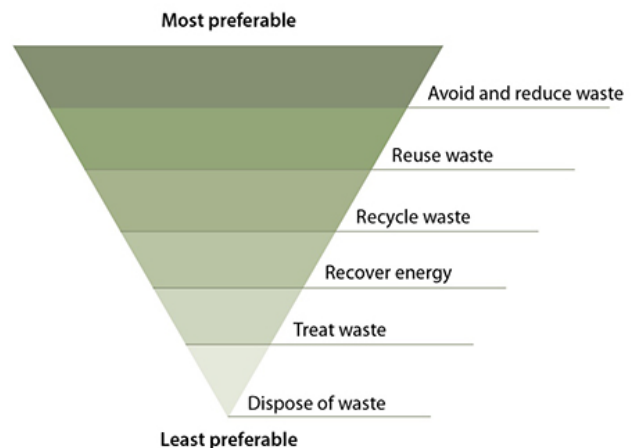 Most preferable
Avoid and reduce waste
Reuse waste
Recycle waste
Recover energy
Treat waste
Dispose of waste
Least preferable